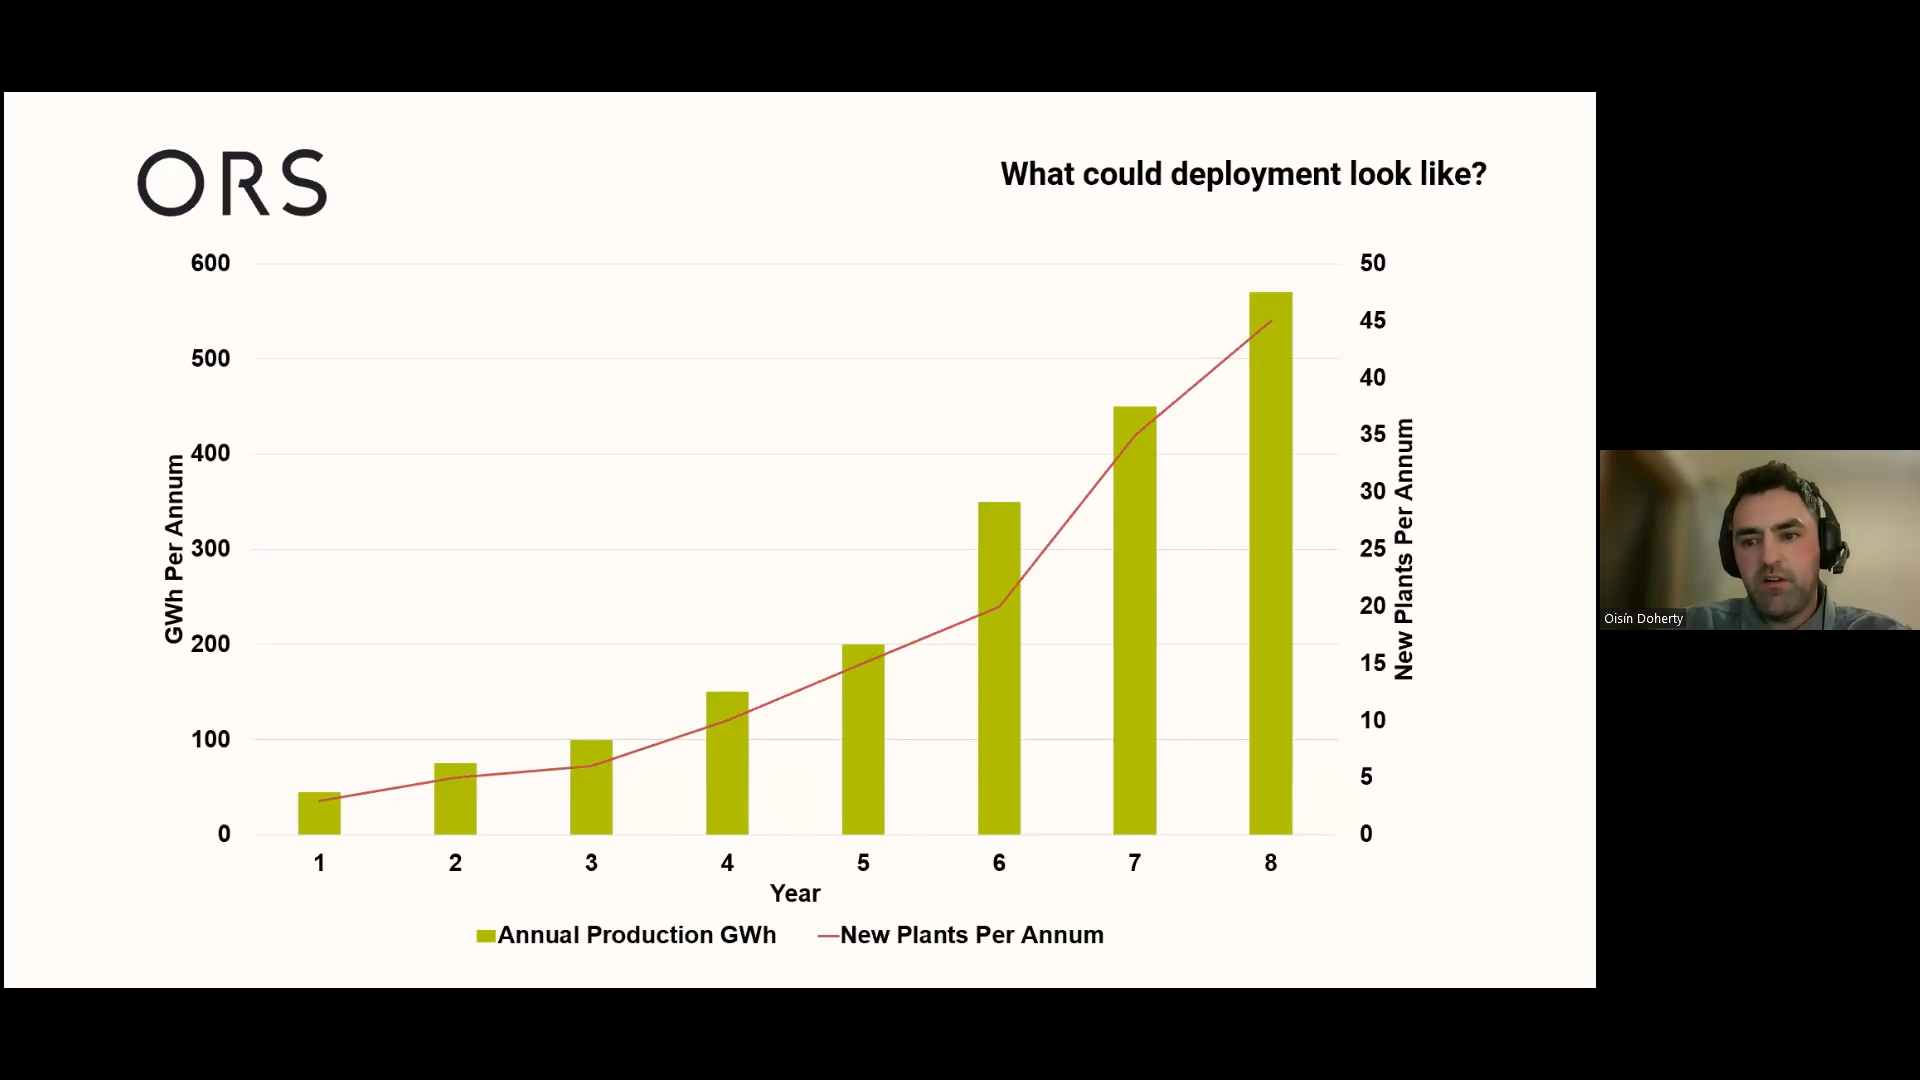 ORS
What could deployment look like?
600
500
400
300
200
100
0
GWh Per Annum
50
45
40
35
30
25
20
15
10
5
0
New Plants Per Annum
1 2 3 4 5 6 7 8
Year
Annual Production GWh New Plants Per Annum
Oisín Doherty